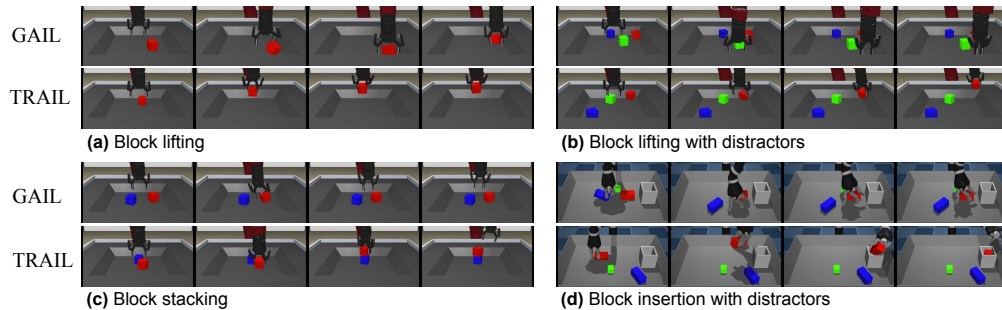 GAIL
TRAIL
(a) Block lifting
(b) Block lifting with distractors
GAIL
TRAIL
(c) Block stacking
(d) Block insertion with distractors